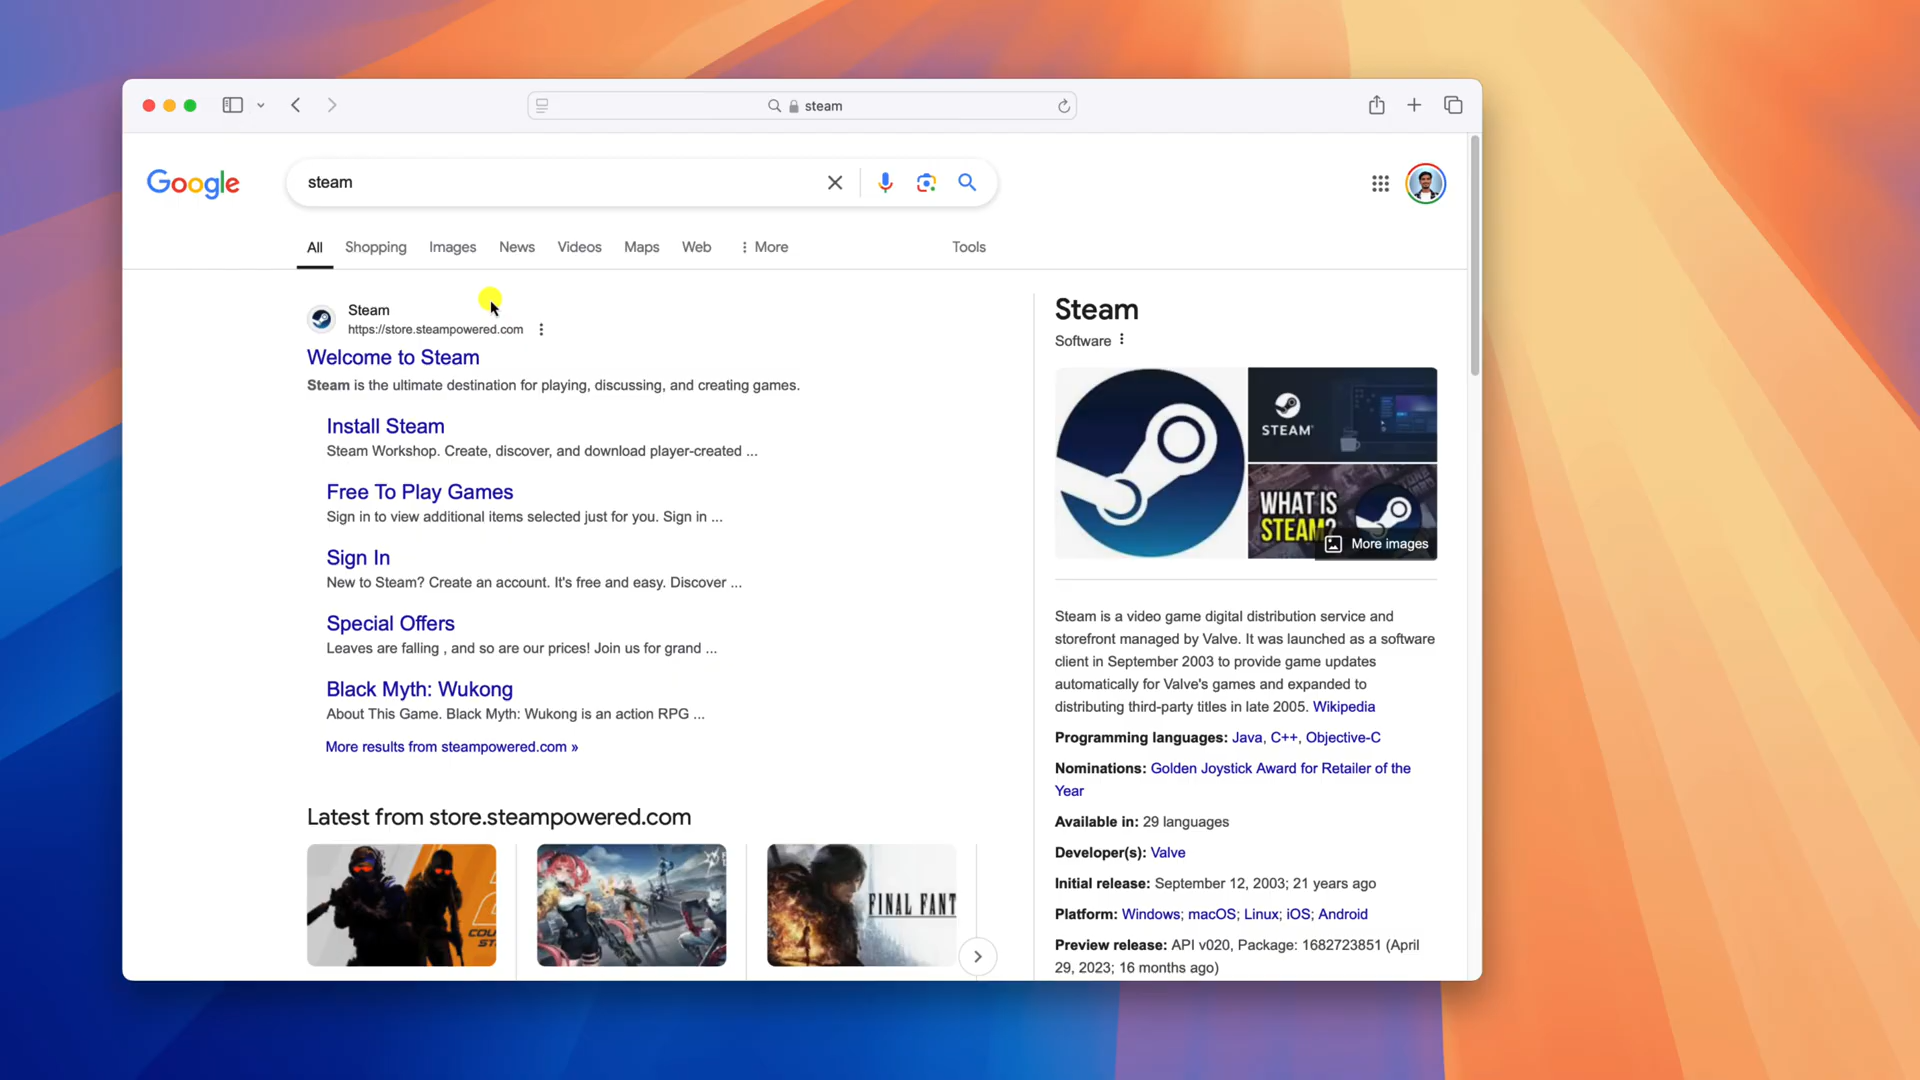 steam
Google
steam
All Shopping Images News Videos Maps Web More Tools
Steam
https://store.steampowered.com
Welcome to Steam
Steam is the ultimate destination for playing, discussing, and creating games.
Install Steam
Steam Workshop. Create, discover, and download player-created ...
Free To Play Games
Sign in to view additional items selected just for you. Sign in ...
Sign In
New to Steam? Create an account. It's free and easy. Discover ...
Special Offers
Leaves are falling , and so are our prices! Join us for grand ...
Black Myth: Wukong
About This Game. Black Myth: Wukong is an action RPG ...
More results from steampowered.com »
Latest from store.steampowered.com
COU
ST
FINAL FANT
Steam
Software
STEAM
WHAT IS
STEAM?
More images
Steam is a video game digital distribution service and
storefront managed by Valve. It was launched as a software
client in September 2003 to provide game updates
automatically for Valve's games and expanded to
distributing third-party titles in late 2005. Wikipedia
Programming languages: Java, C++, Objective-C
Nominations: Golden Joystick Award for Retailer of the
Year
Available in: 29 languages
Developer(s): Valve
Initial release: September 12, 2003; 21 years ago
Platform: Windows; macOS; Linux; iOS; Android
Preview release: API v020, Package: 1682723851 (April
29, 2023; 16 months ago)